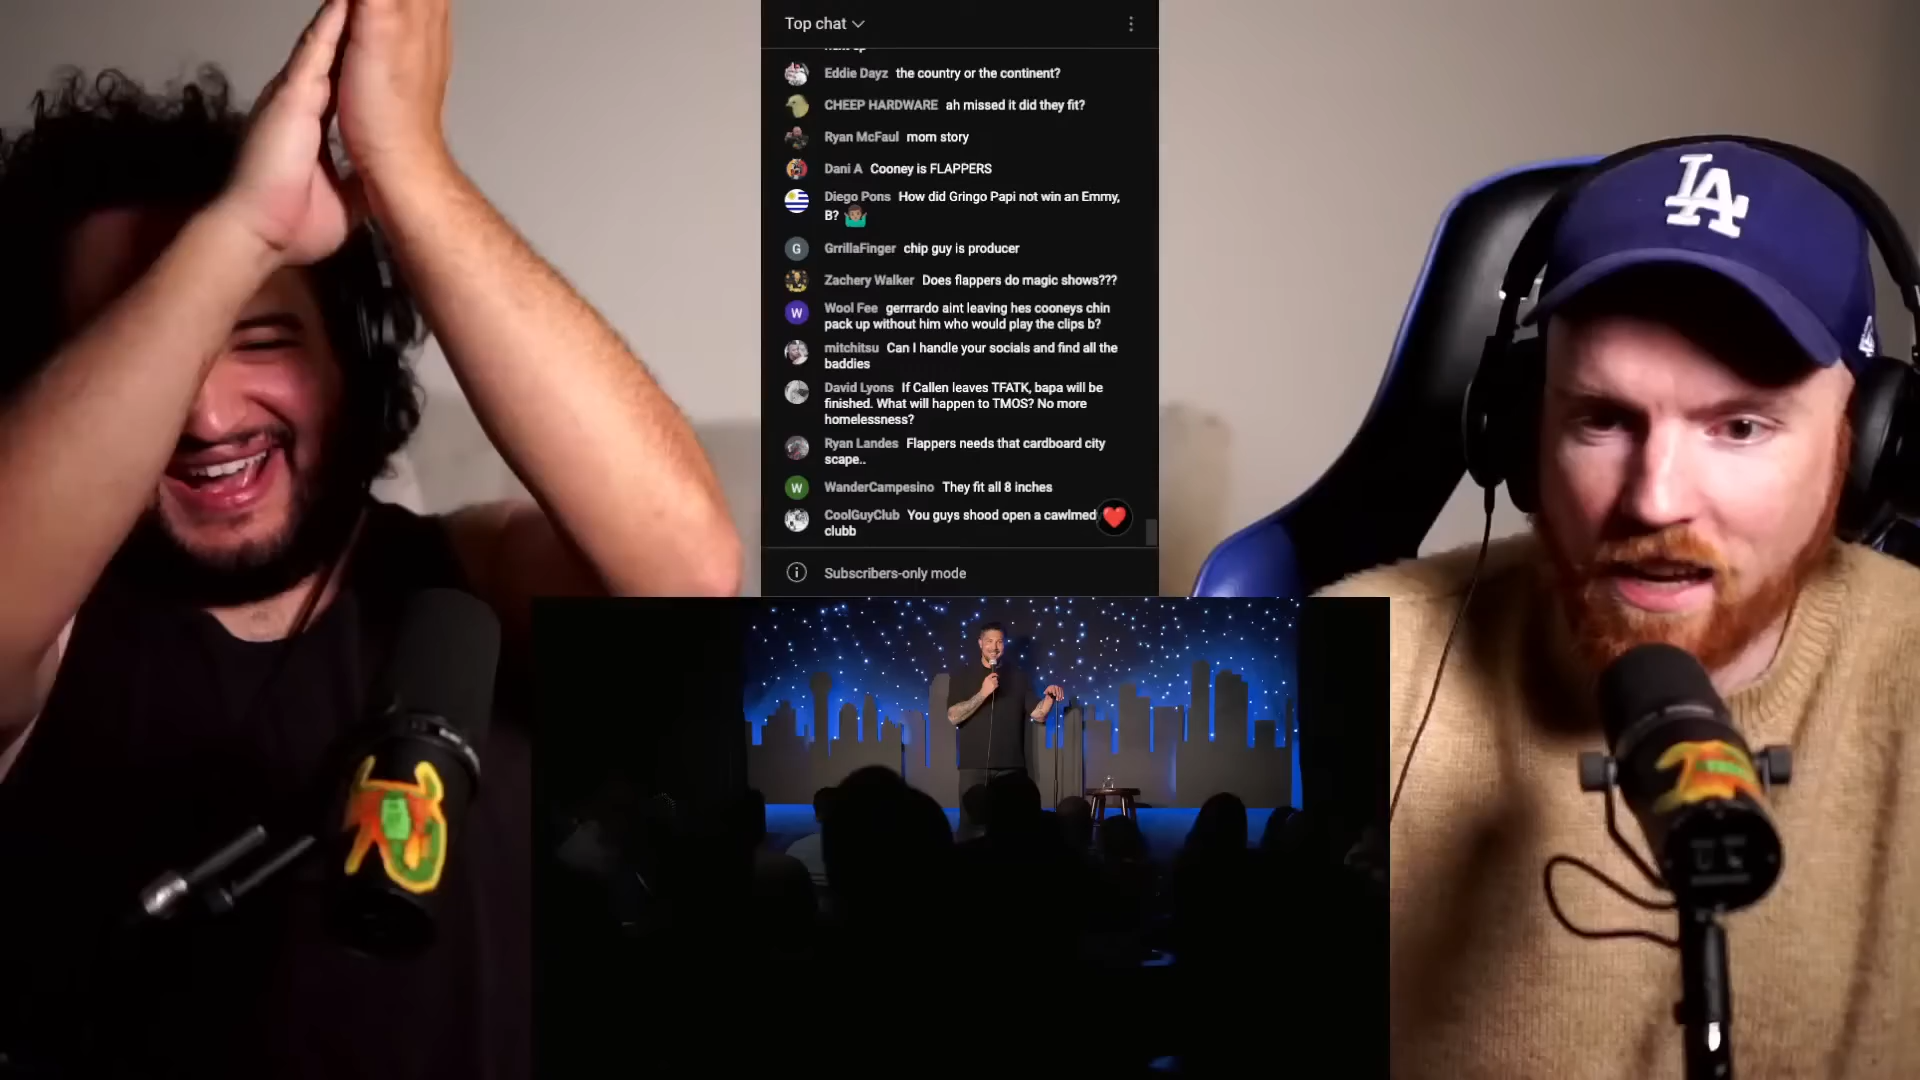 Top chat
Eddie Dayz the country or the continent?
CHEEP HARDWARE ah missed it did they fit?
Ryan McFaul mom story
Dani A Cooney is FLAPPERS
Diego Pons How did Gringo Papi not win an Emmy,
B?
G GrrillaFinger chip guy is producer
Zachery Walker Does flappers do magic shows???
W Wool Fee gerrrardo aint leaving hes cooneys chin
pack up without him who would play the clips b?
mitchitsu Can I handle your socials and find all the
baddies
David Lyons If Callen leaves TFATK, bapa will be
finished. What will happen to TMOS? No more
homelessness?
Ryan Landes Flappers needs that cardboard city
scape..
W WanderCampesino They fit all 8 inches
CoolGuyClub You guys shood open a cawlmed
clubb
Subscribers-only mode
LA